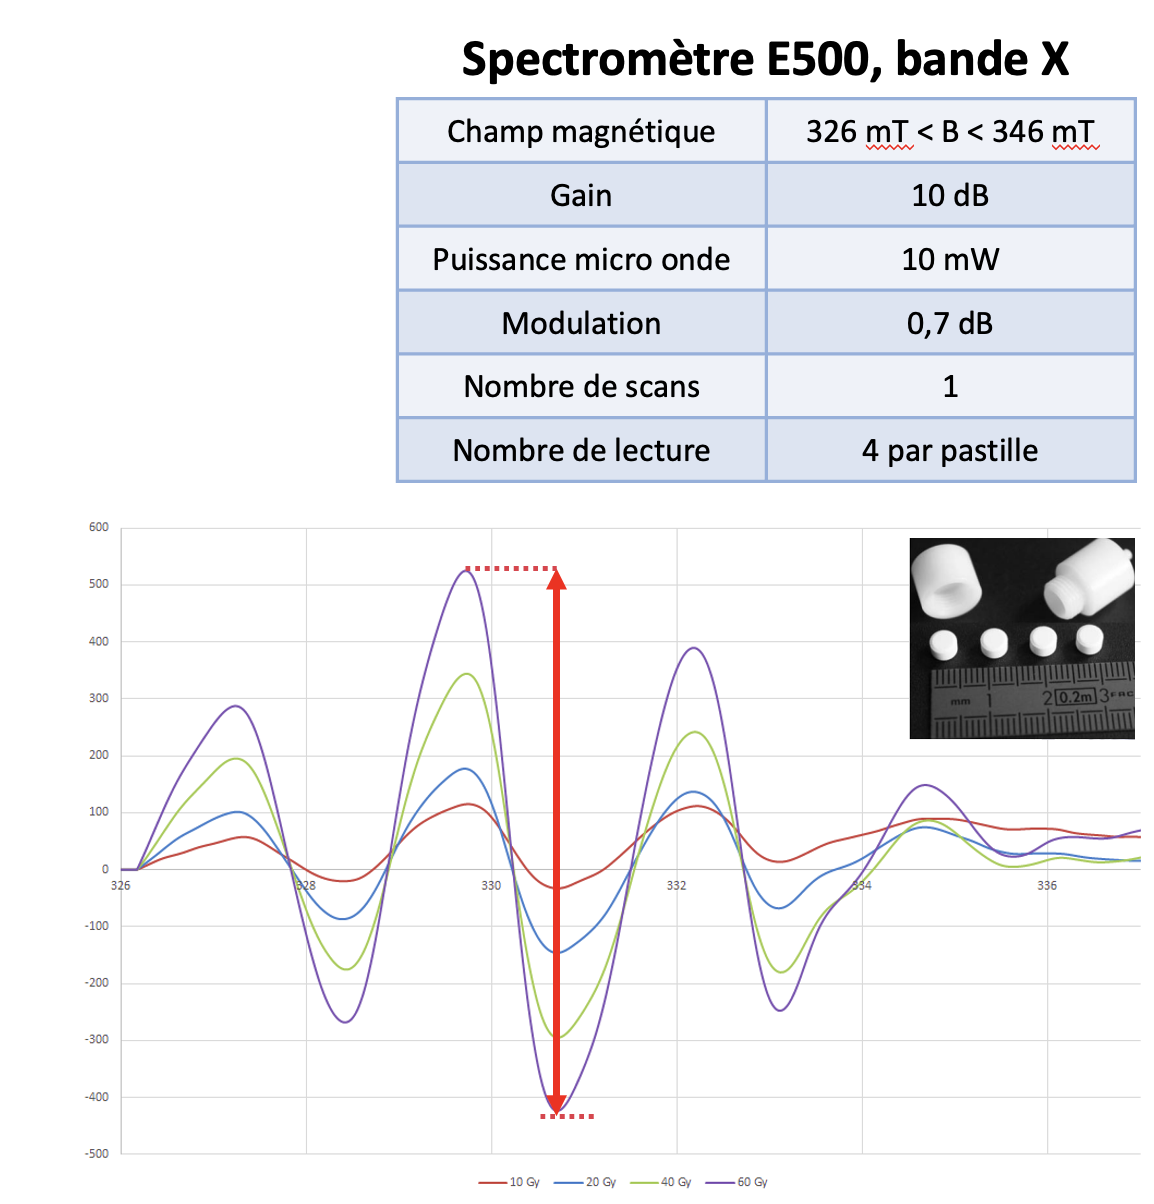 Spectromètre E500, bande X
Champ magnétique 326 mT < B < 346 mT
Gain 10 dB
Puissance micro onde 10 mW
Modulation 0,7 dB
Nombre de scans 1
Nombre de lecture 4 par pastille
600
500
400
300
200
100
0
-100
-200
-300
-400
-500
326 328 330 332 334 336
mm 1 2 0.2m 3
10 Gy 20 Gy 40 Gy 60 Gy